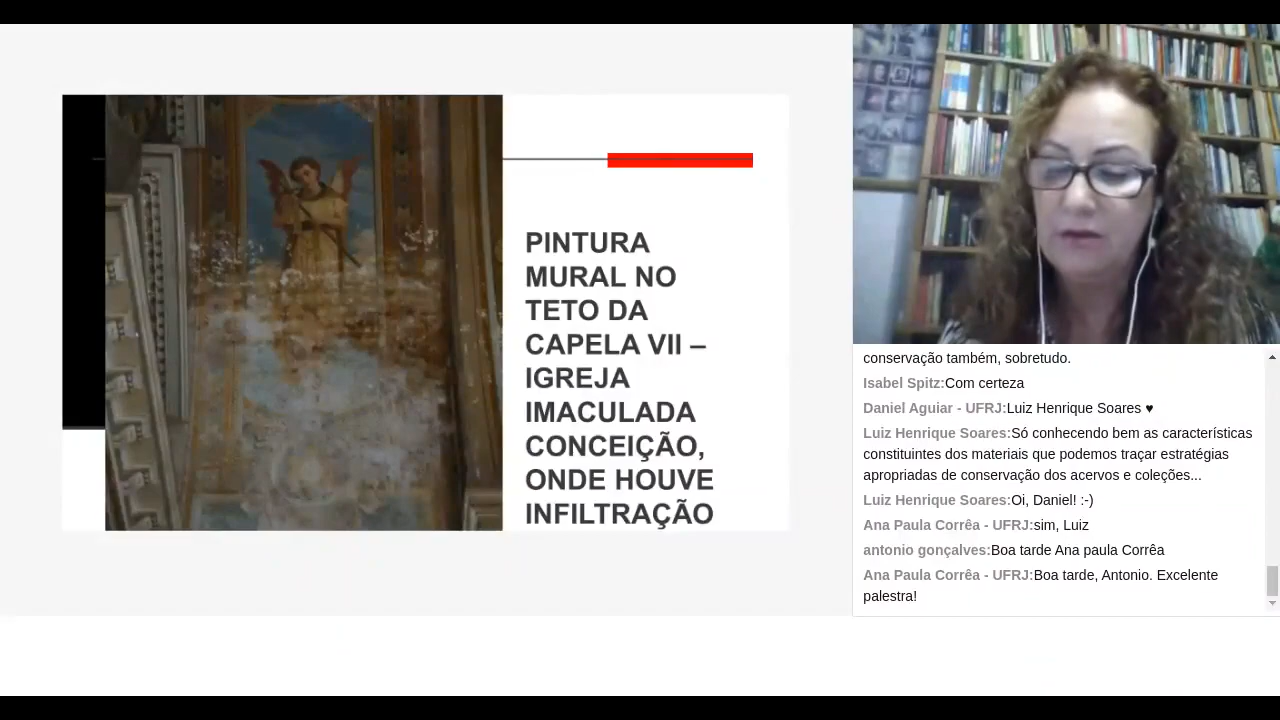 PINTURA
MURAL NO
TETO DA
CAPELA VII –
IGREJA
IMACULADA
CONCEIÇÃO,
ONDE HOUVE
INFILTRAÇÃO
conservação também, sobretudo.
Isabel Spitz:Com certeza
Daniel Aguiar - UFRJ:Luiz Henrique Soares ♥
Luiz Henrique Soares:Só conhecendo bem as características
constituintes dos materiais que podemos traçar estratégias
apropriadas de conservação dos acervos e coleções...
Luiz Henrique Soares:Oi, Daniel! :-)
Ana Paula Corrêa - UFRJ:sim, Luiz
antonio gonçalves:Boa tarde Ana paula Corrêa
Ana Paula Corrêa - UFRJ:Boa tarde, Antonio. Excelente
palestra!